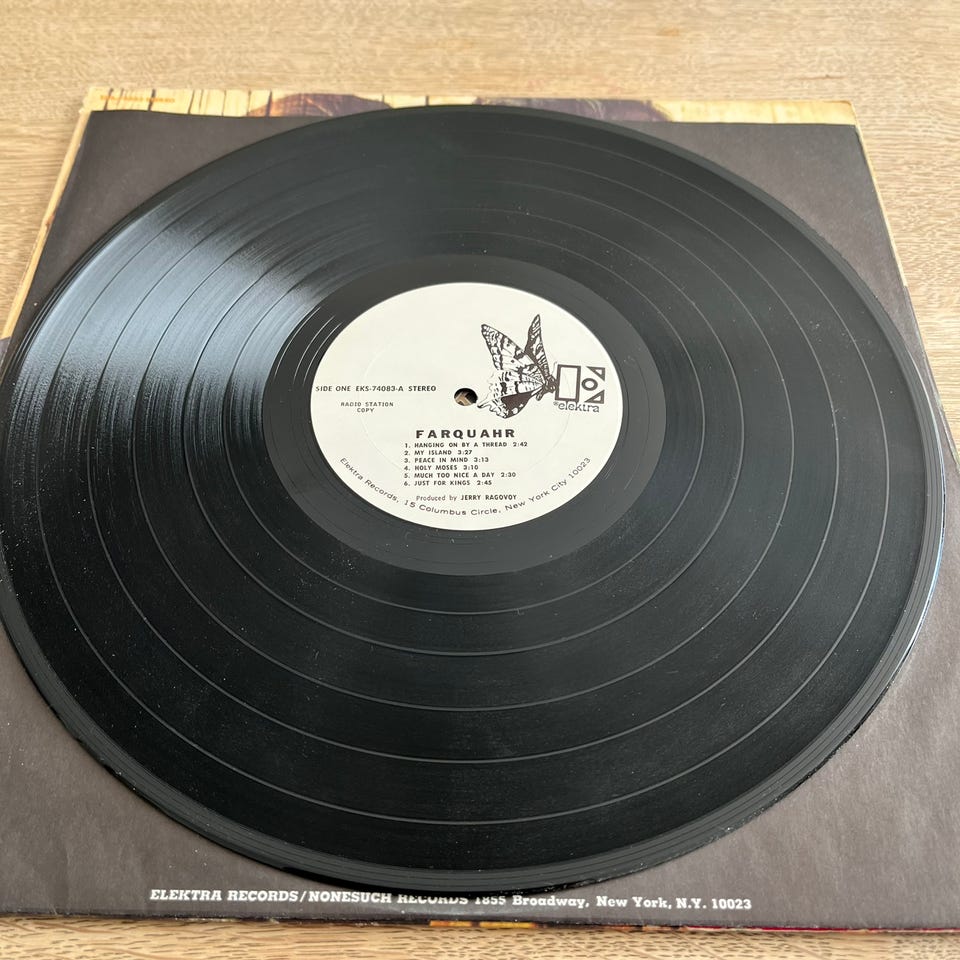 SIDE ONE EKS-74083-A STEREO
RADIO STATION
COPY
elektra
FARQUAHR
1. HANGING ON BY A THREAD 2:42
2. MY ISLAND 3:27
3. PEACE IN MIND 3:13
4. HOLY MOSES 3:10
5. MUCH TOO NICE A DAY 2:30
6. JUST FOR KINGS 2:45
Produced by JERRY RAGOVOY
Elektra Records, 15 Columbus Circle, New York City 10023
ELEKTRA RECORDS/NONESUCH RECORDS 1855 Broadway, New York, N.Y. 10023